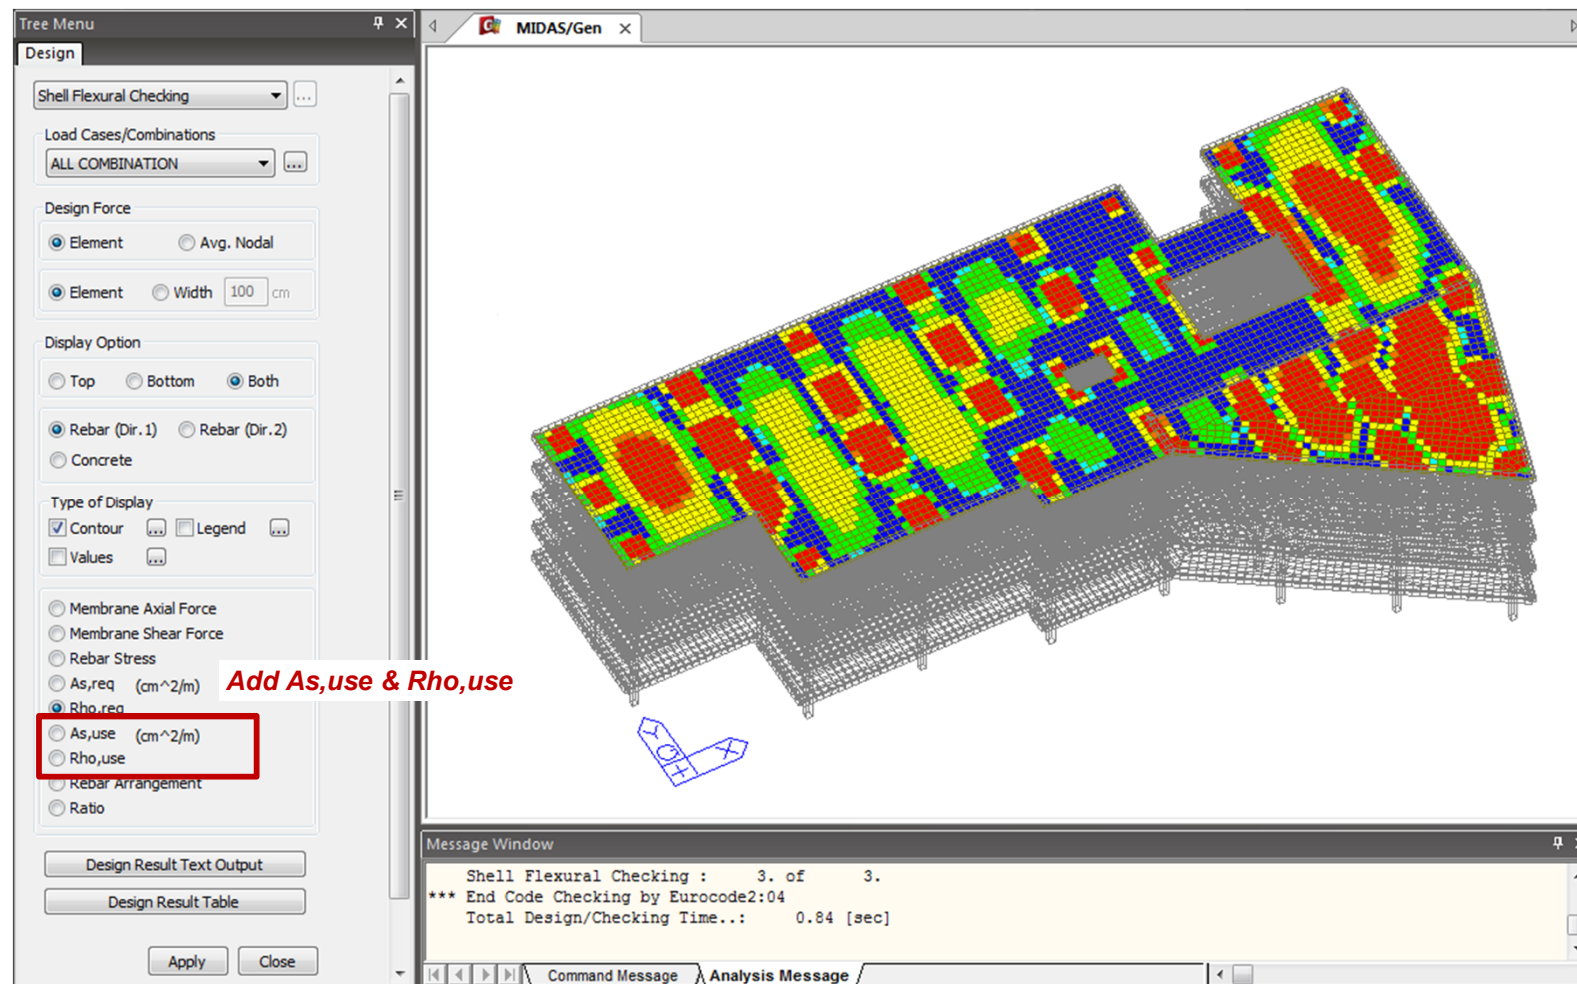 Tree Menu
Design
Shell Flexural Checking
...
Load Cases/Combinations
ALL COMBINATION
...
Design Force
Element
Avg. Nodal
Element
Width
100
cm
Display Option
Top
Bottom
Both
Rebar (Dir.1)
Rebar (Dir.2)
Concrete
Type of Display
Contour
...
Legend
...
Values
...
Membrane Axial Force
Membrane Shear Force
Rebar Stress
As,req (cm^2/m)
Rho,req
As,use (cm^2/m)
Rho,use
Rebar Arrangement
Ratio
Add As,use & Rho,use
Design Result Text Output
Design Result Table
Apply
Close
MIDAS/Gen
Y
X
Message Window
Shell Flexural Checking : 3. of 3.
*** End Code Checking by Eurocode2:04
Total Design/Checking Time..: 0.84 [sec]
Command Message
Analysis Message